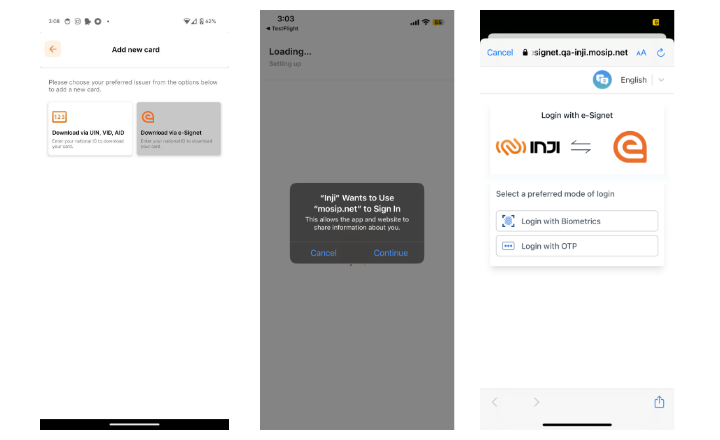 3:08
62%
Add new card
Please choose your preferred issuer from the options below
to add a new card.
123
Download via UIN, VID, AID
Enter your national ID to download
your card.
Download via e-Signet
Enter your national ID to download
your card.
3:03
TestFlight
Loading...
Setting up
"Inji" Wants to Use
"mosip.net" to Sign In
This allows the app and website to
share information about you.
Cancel
Continue
Cancel
:signet.qa-inji.mosip.net
AA
English
Login with e-Signet
INJI
Select a preferred mode of login
Login with Biometrics
Login with OTP